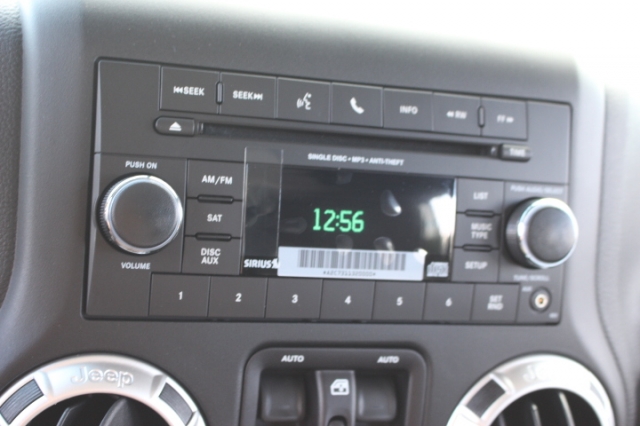 ⏮SEEK SEEK⏭ INFO ◄◄ RW FF ►►
TIME
SINGLE DISC • MP3 • ANTI-THEFT
PUSH ON
VOLUME
AM/FM
SAT
DISC AUX
12:56
SIRIUS
LIST
MUSIC TYPE
SETUP
PUSH AUDIO SELECT
TUNE SCROLL
1 2 3 4 5 6 SET RND
AUTO AUTO
Jeep Jeep